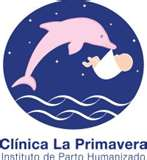 Clínica La Primavera
Instituto de Parto Humanizado